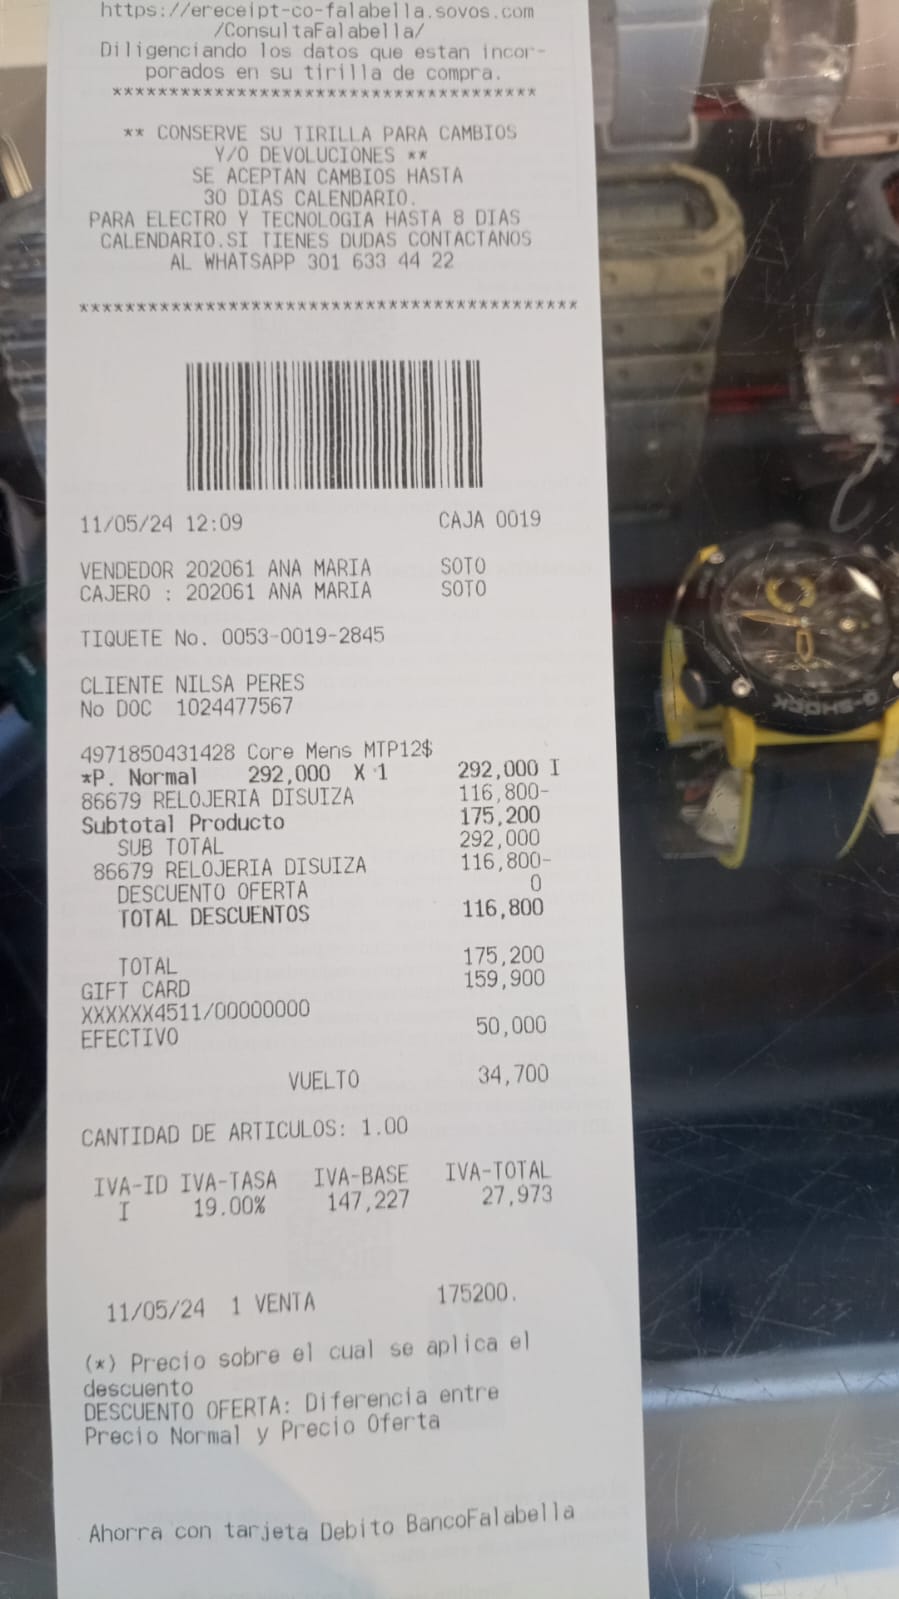 https://ereceipt-co-falabella.sovos.com
/ConsultaFalabella/
Diligenciando los datos que estan incor-
porados en su tirilla de compra.
*************************************
** CONSERVE SU TIRILLA PARA CAMBIOS
Y/O DEVOLUCIONES **
SE ACEPTAN CAMBIOS HASTA
30 DIAS CALENDARIO.
PARA ELECTRO Y TECNOLOGIA HASTA 8 DIAS
CALENDARIO.SI TIENES DUDAS CONTACTANOS
AL WHATSAPP 301 633 44 22
*******************************************
11/05/24 12:09 CAJA 0019
VENDEDOR 202061 ANA MARIA SOTO
CAJERO : 202061 ANA MARIA SOTO
TIQUETE No. 0053-0019-2845
CLIENTE NILSA PERES
No DOC 1024477567
4971850431428 Core Mens MTP12$
*P. Normal 292,000 X 1 292,000 I
86679 RELOJERIA DISUIZA 116,800-
Subtotal Producto 175,200
SUB TOTAL 292,000
86679 RELOJERIA DISUIZA 116,800-
DESCUENTO OFERTA 0
TOTAL DESCUENTOS 116,800
TOTAL 175,200
GIFT CARD 159,900
XXXXXX4511/00000000
EFECTIVO 50,000
VUELTO 34,700
CANTIDAD DE ARTICULOS: 1.00
IVA-ID IVA-TASA IVA-BASE IVA-TOTAL
I 19.00% 147,227 27,973
11/05/24 1 VENTA 175200.
(*) Precio sobre el cual se aplica el
descuento
DESCUENTO OFERTA: Diferencia entre
Precio Normal y Precio Oferta
Ahorra con tarjeta Debito BancoFalabella
G-SHOCK